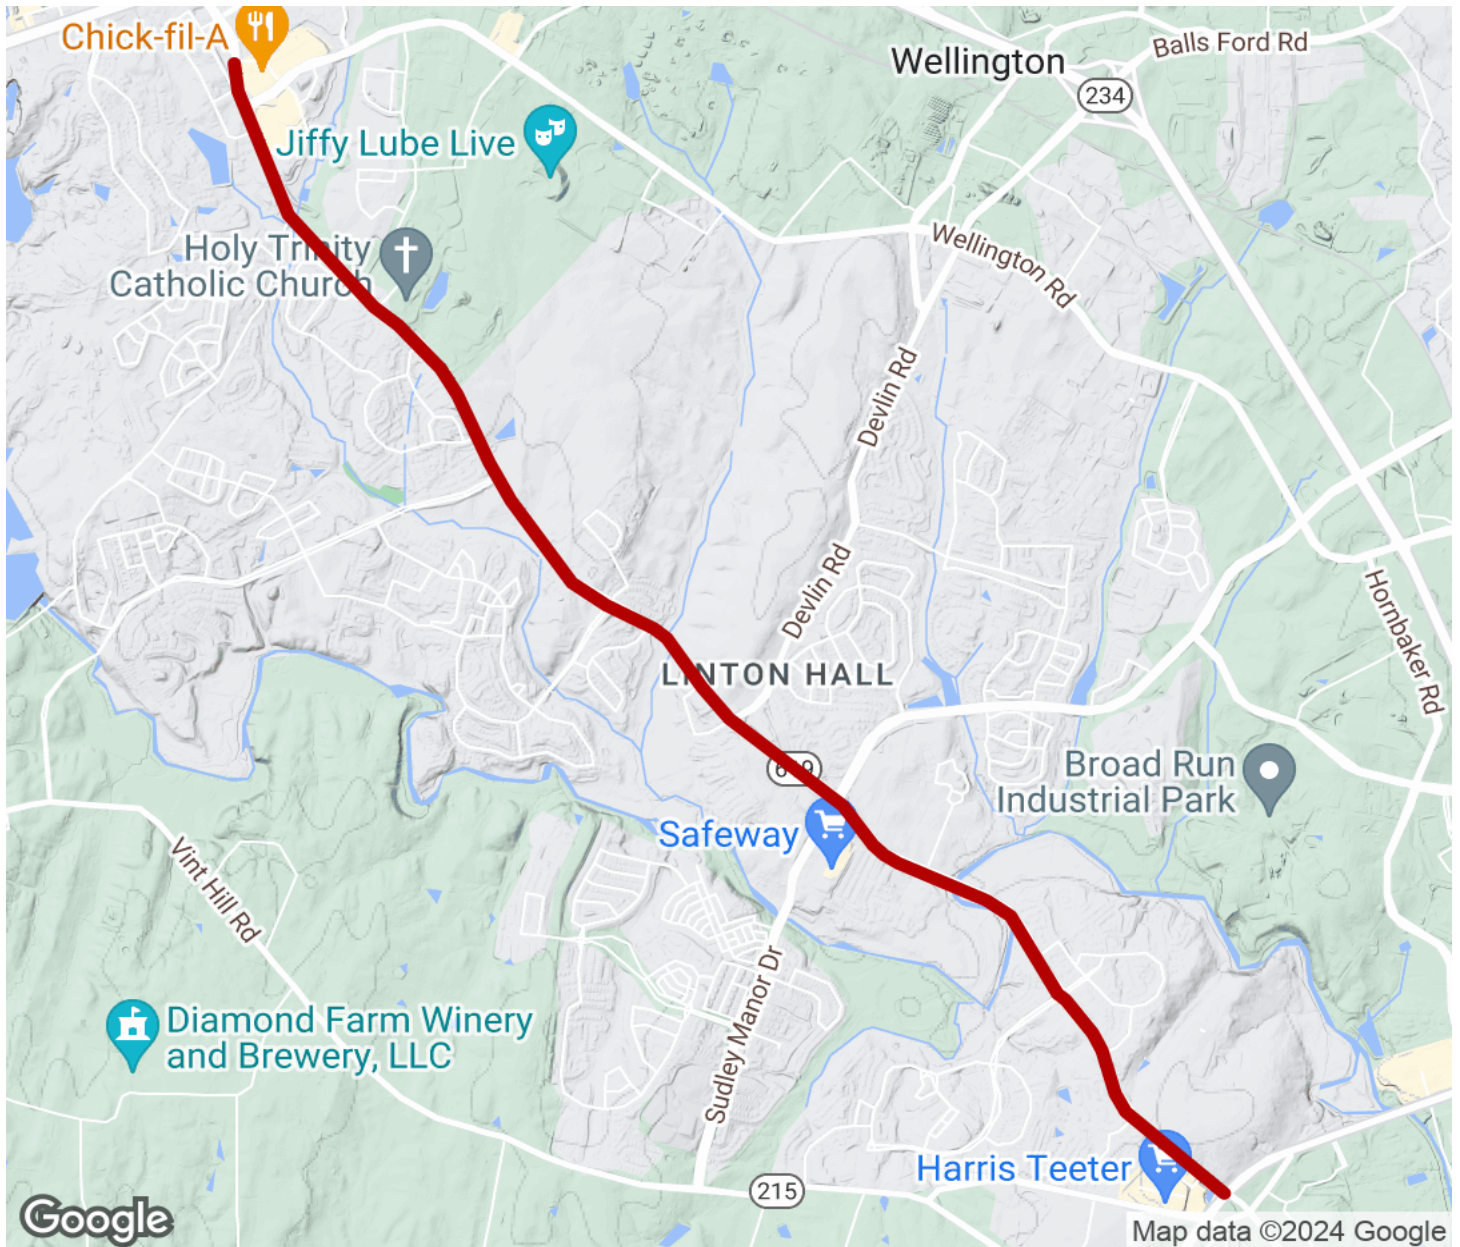 Chick-fil-A
Wellington
Balls Ford Rd
234
Jiffy Lube Live
Holy Trinity
Catholic Church
Wellington Rd
Devlin Rd
Devlin Rd
Hornbaker Rd
LINTON HALL
Broad Run
Industrial Park
Safeway
Vint Hill Rd
Sudley Manor Dr
Diamond Farm Winery
and Brewery, LLC
Harris Teeter
215
Google
Map data ©2024 Google